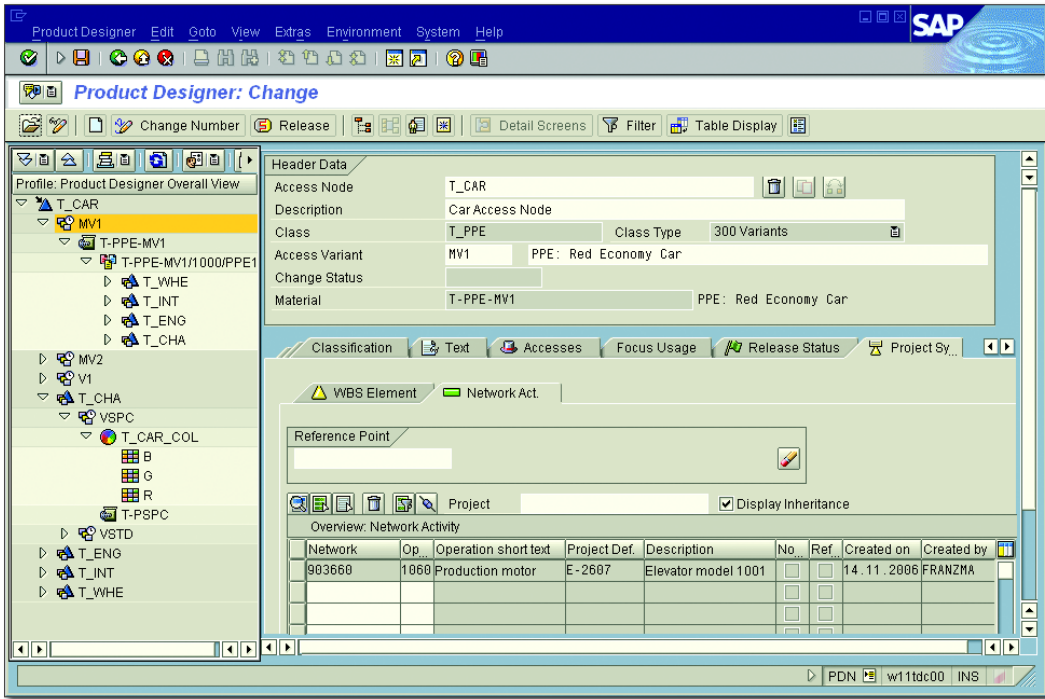 Product Designer Edit Goto View Extras Environment System Help
SAP
Product Designer: Change
Change Number Release Detail Screens Filter Table Display
Profile: Product Designer Overall View
T_CAR
MV1
T-PPE-MV1
T-PPE-MV1/1000/PPE1
T_WHE
T_INT
T_ENG
T_CHA
MV2
V1
T_CHA
VSPC
T_CAR_COL
B
G
R
T-PSPC
VSTD
T_ENG
T_INT
T_WHE
Header Data
Access Node T_CAR
Description Car Access Node
Class T_PPE Class Type 300 Variants
Access Variant MV1 PPE: Red Economy Car
Change Status
Material T-PPE-MV1 PPE: Red Economy Car
Classification Text Accesses Focus Usage Release Status Project Sy...
WBS Element Network Act.
Reference Point
Project Display Inheritance
Overview: Network Activity
Network Op... Operation short text Project Def. Description No... Ref... Created on Created by
903660 1060 Production motor E-2607 Elevator model 1001 14.11.2006 FRANZMA
PDN w11tdc00 INS